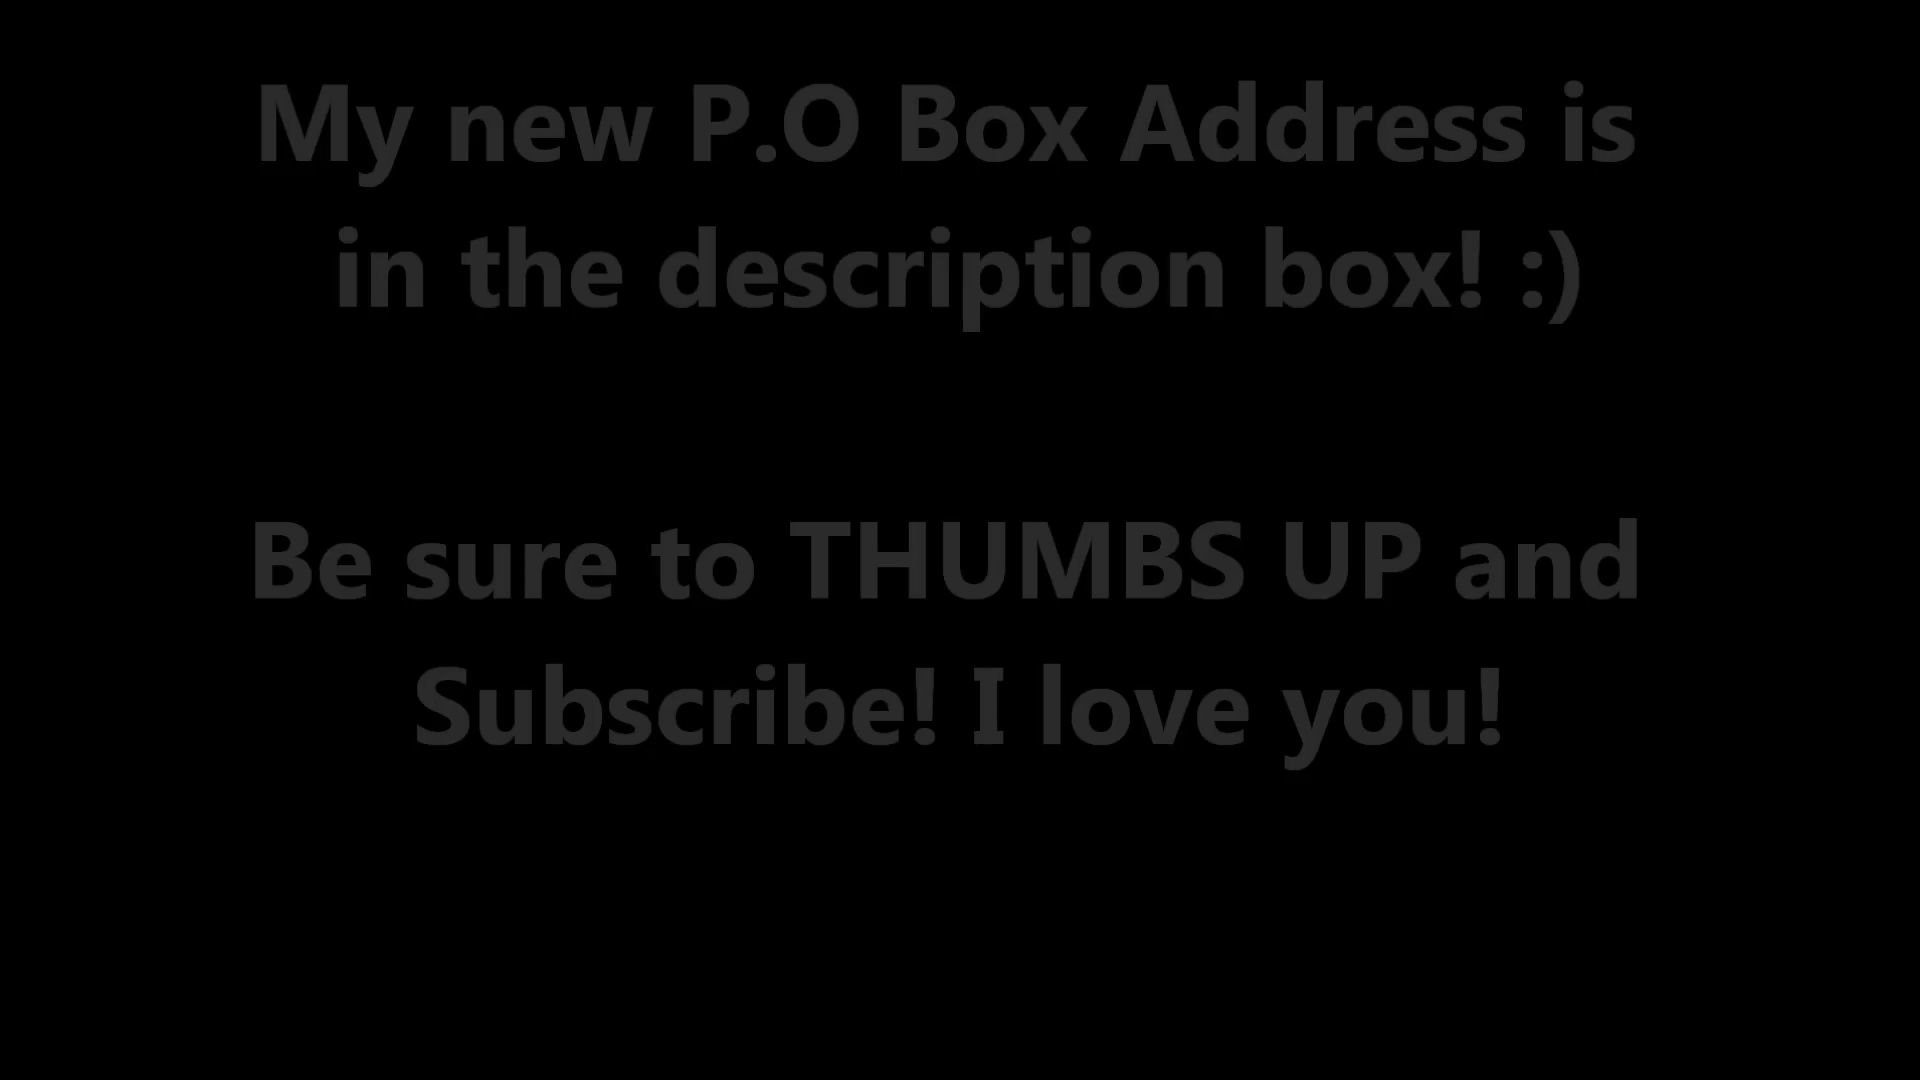 My new P.O Box Address is
in the description box! :)
Be sure to THUMBS UP and
Subscribe! I love you!